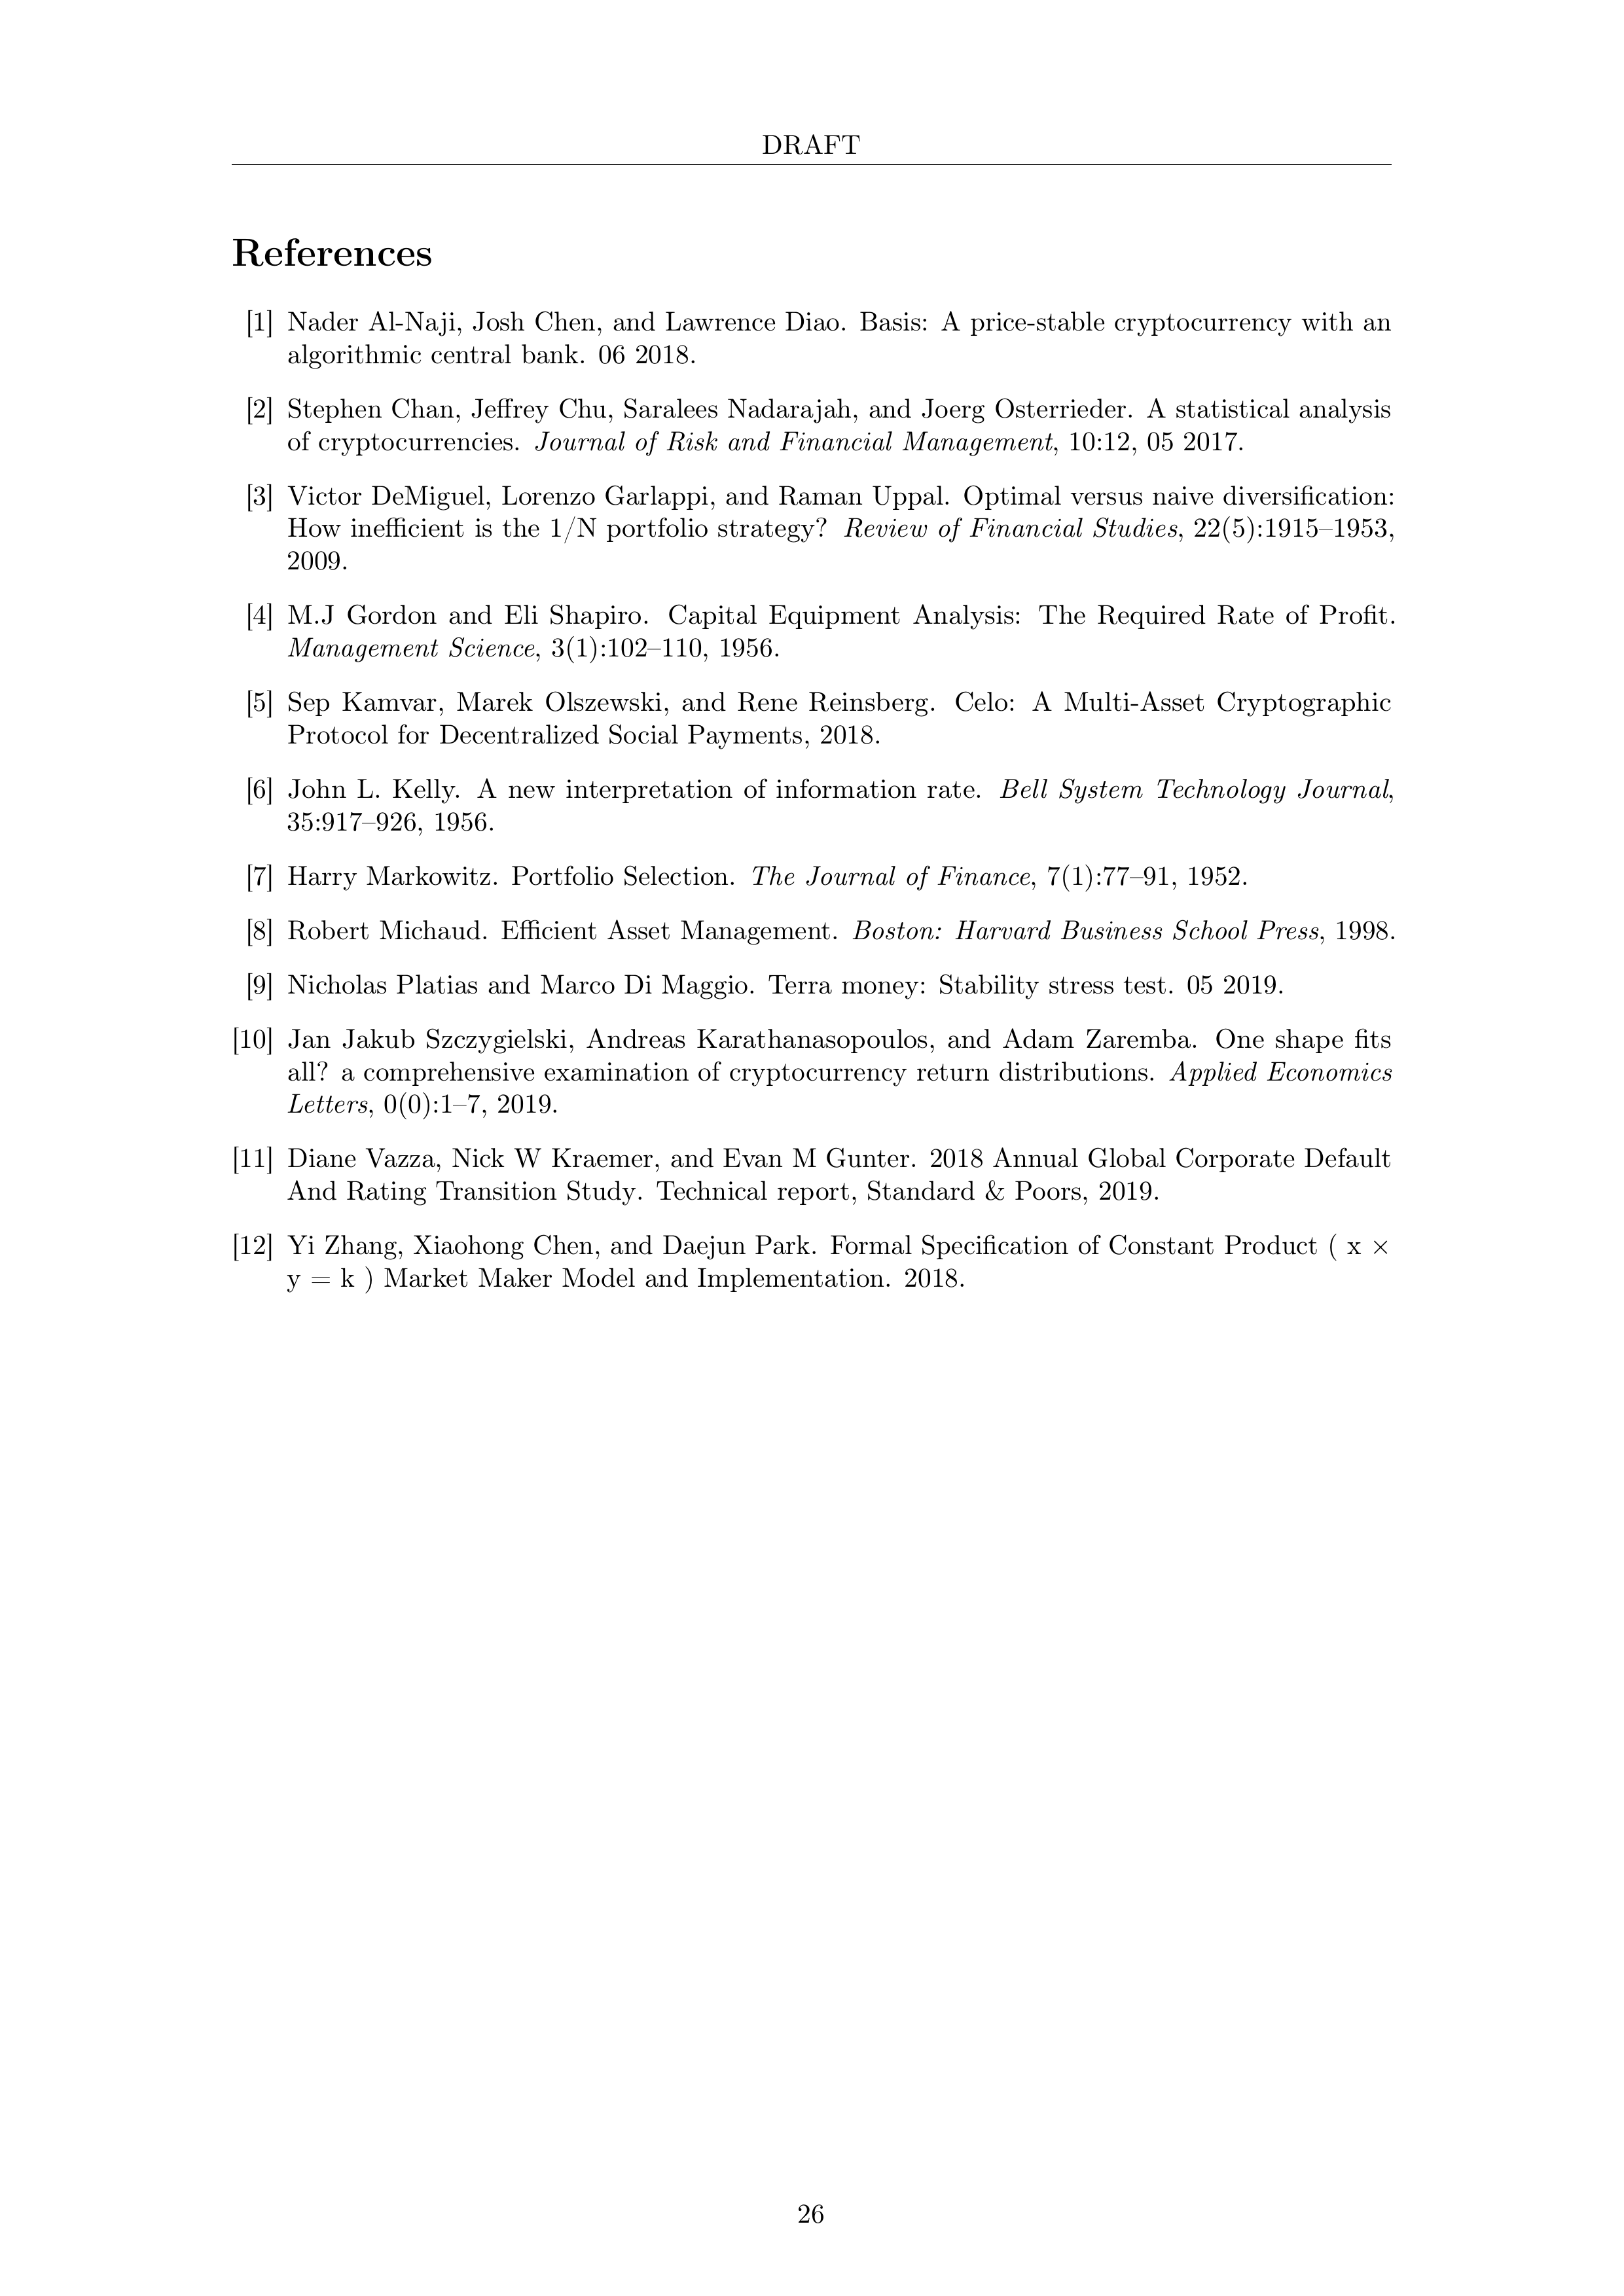 DRAFT
References
[1] Nader Al-Naji, Josh Chen, and Lawrence Diao. Basis: A price-stable cryptocurrency with an
algorithmic central bank. 06 2018.
[2] Stephen Chan, Jeffrey Chu, Saralees Nadarajah, and Joerg Osterrieder. A statistical analysis
of cryptocurrencies. Journal of Risk and Financial Management, 10:12, 05 2017.
[3] Victor DeMiguel, Lorenzo Garlappi, and Raman Uppal. Optimal versus naive diversification:
How inefficient is the 1/N portfolio strategy? Review of Financial Studies, 22(5):1915–1953,
2009.
[4] M.J Gordon and Eli Shapiro. Capital Equipment Analysis: The Required Rate of Profit.
Management Science, 3(1):102–110, 1956.
[5] Sep Kamvar, Marek Olszewski, and Rene Reinsberg. Celo: A Multi-Asset Cryptographic
Protocol for Decentralized Social Payments, 2018.
[6] John L. Kelly. A new interpretation of information rate. Bell System Technology Journal,
35:917–926, 1956.
[7] Harry Markowitz. Portfolio Selection. The Journal of Finance, 7(1):77–91, 1952.
[8] Robert Michaud. Efficient Asset Management. Boston: Harvard Business School Press, 1998.
[9] Nicholas Platias and Marco Di Maggio. Terra money: Stability stress test. 05 2019.
[10] Jan Jakub Szczygielski, Andreas Karathanasopoulos, and Adam Zaremba. One shape fits
all? a comprehensive examination of cryptocurrency return distributions. Applied Economics
Letters, 0(0):1–7, 2019.
[11] Diane Vazza, Nick W Kraemer, and Evan M Gunter. 2018 Annual Global Corporate Default
And Rating Transition Study. Technical report, Standard & Poors, 2019.
[12] Yi Zhang, Xiaohong Chen, and Daejun Park. Formal Specification of Constant Product ( x ×
y = k ) Market Maker Model and Implementation. 2018.
26